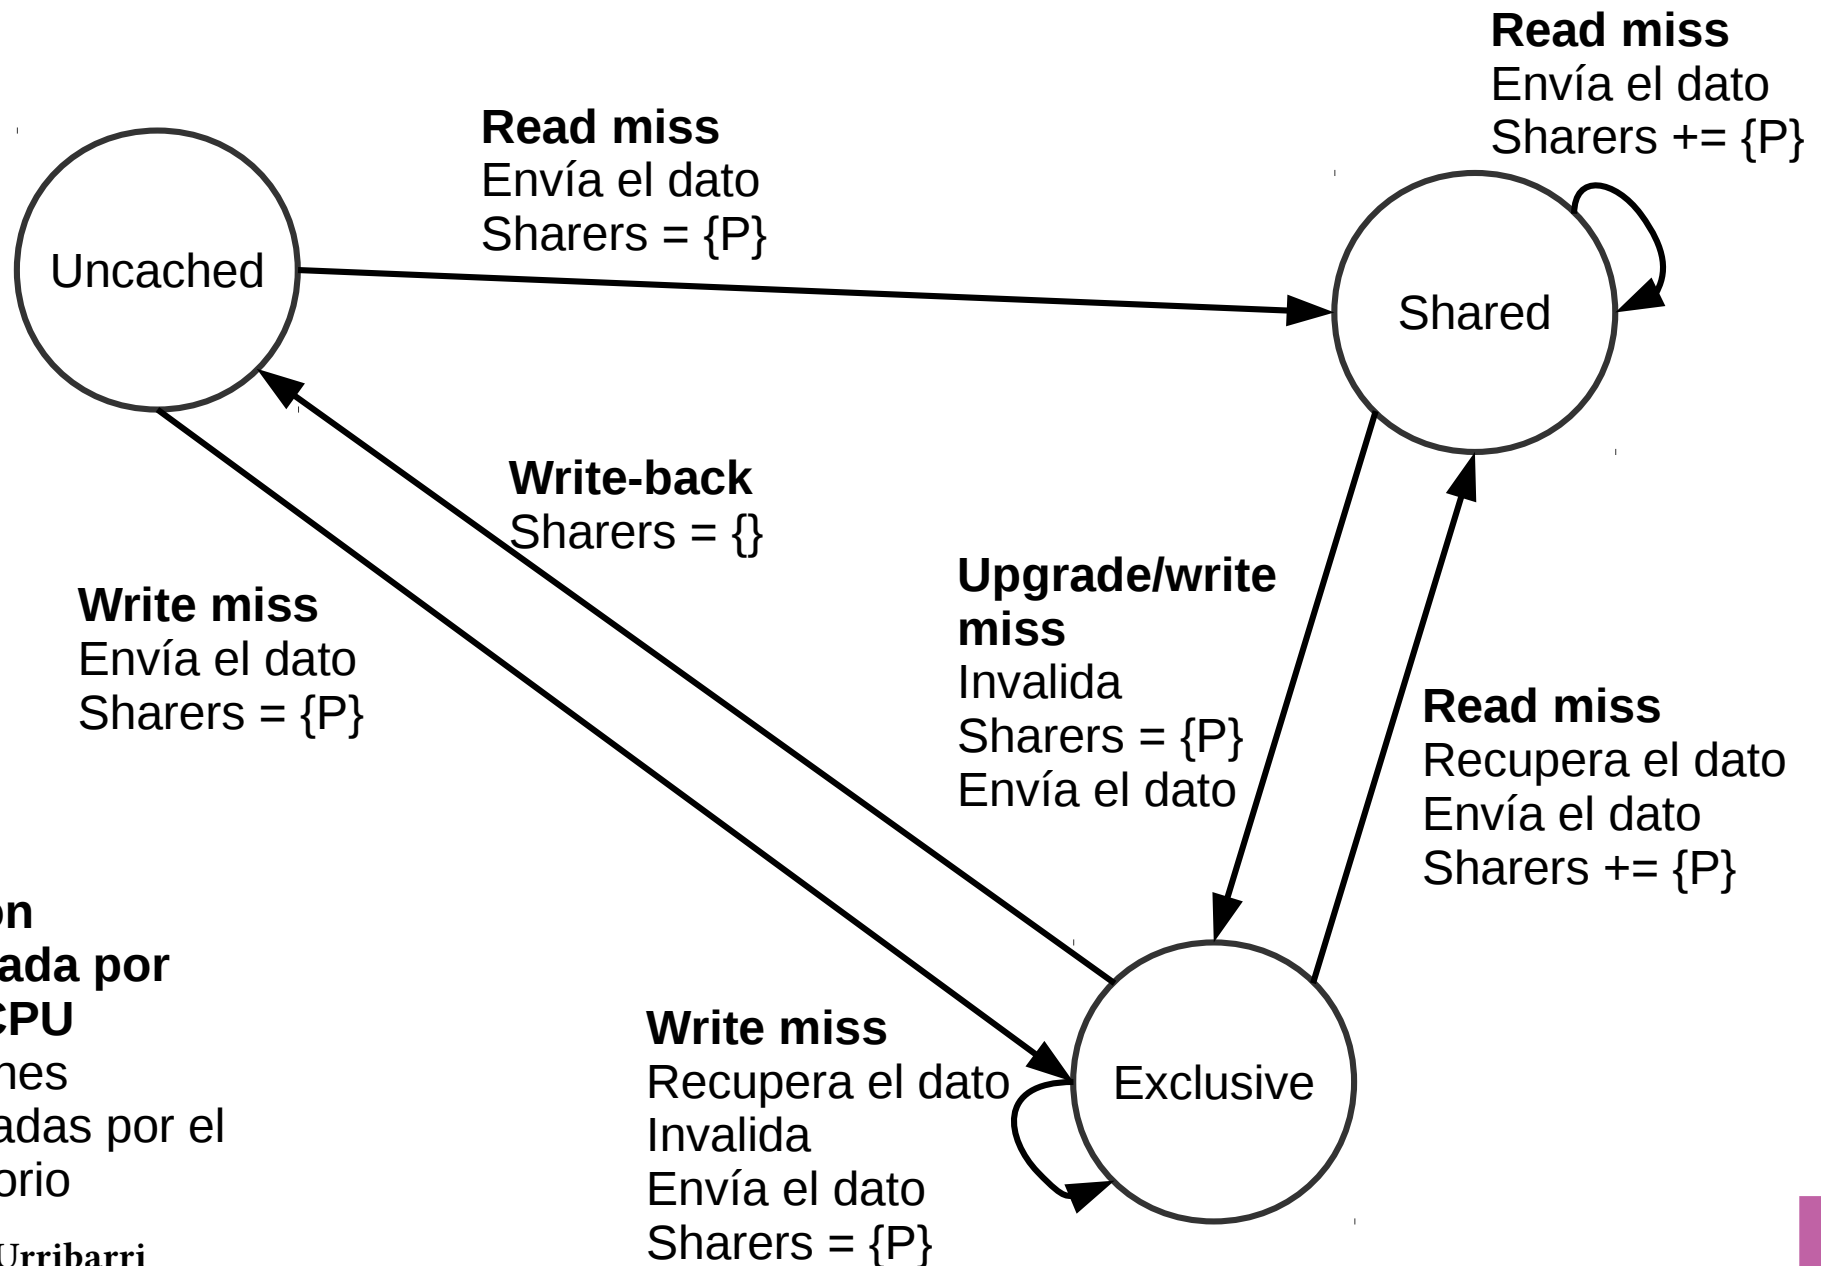 Read miss
Envía el dato
Sharers += {P}
Read miss
Envía el dato
Sharers = {P}
Uncached
Shared
Write-back
Sharers = {}
Upgrade/write
miss
Invalida
Sharers = {P}
Envía el dato
Write miss
Envía el dato
Sharers = {P}
Read miss
Recupera el dato
Envía el dato
Sharers += {P}
Write miss
Recupera el dato
Invalida
Envía el dato
Sharers = {P}
Exclusive
on
ada por
CPU
nes
adas por el
orio
Urribarri